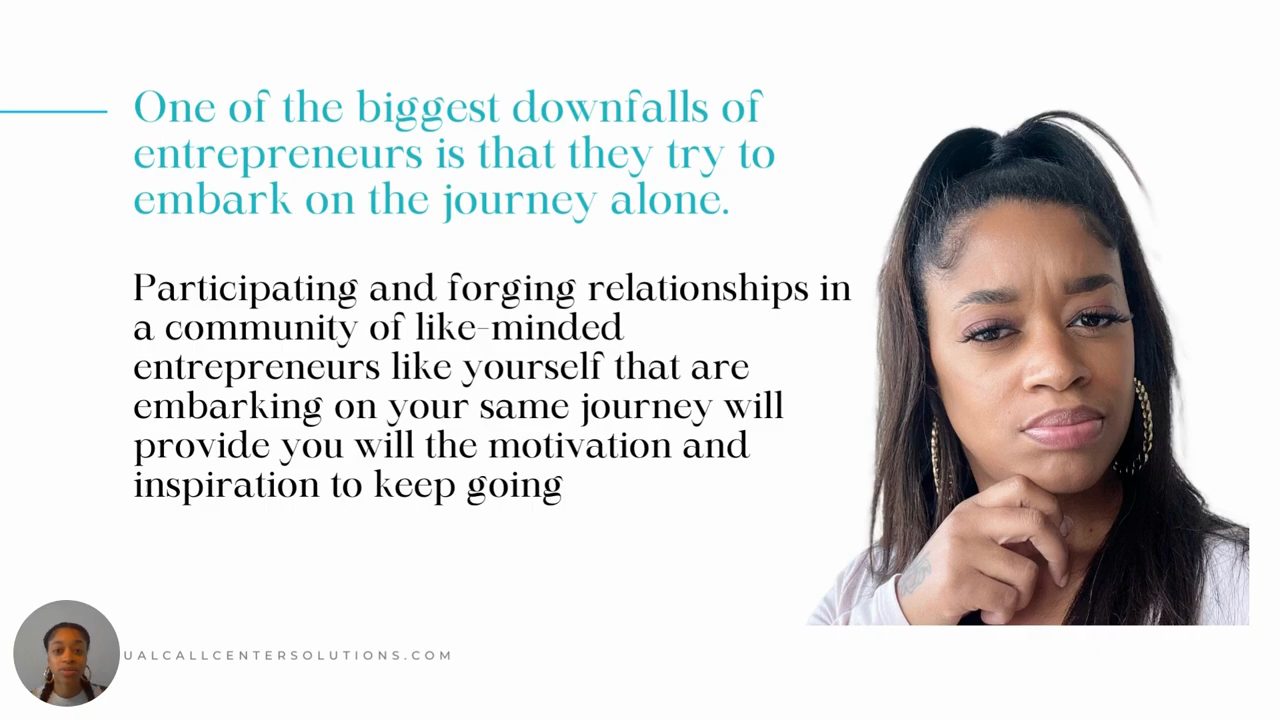 One of the biggest downfalls of
entrepreneurs is that they try to
embark on the journey alone.
Participating and forging relationships in
a community of like-minded
entrepreneurs like yourself that are
embarking on your same journey will
provide you will the motivation and
inspiration to keep going
UALCALLCENTERSOLUTIONS.COM